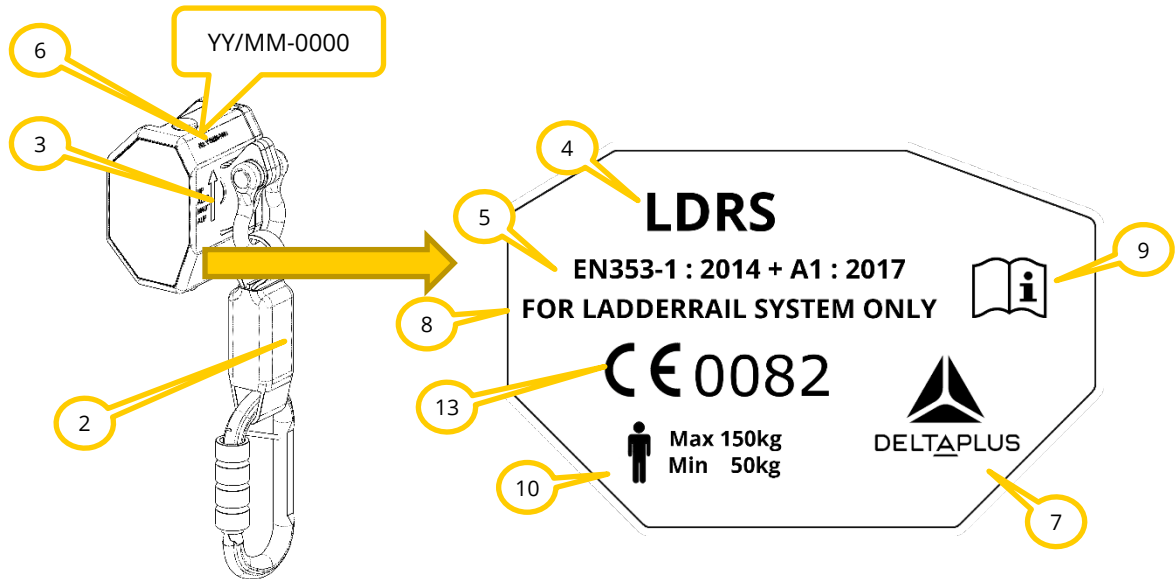 6
YY/MM-0000
3
4
LDRS
5
EN353-1 : 2014 + A1 : 2017
9
i
8
FOR LADDERRAIL SYSTEM ONLY
13
CE 0082
2
Max 150kg
Min 50kg
DELTAPLUS
10
7